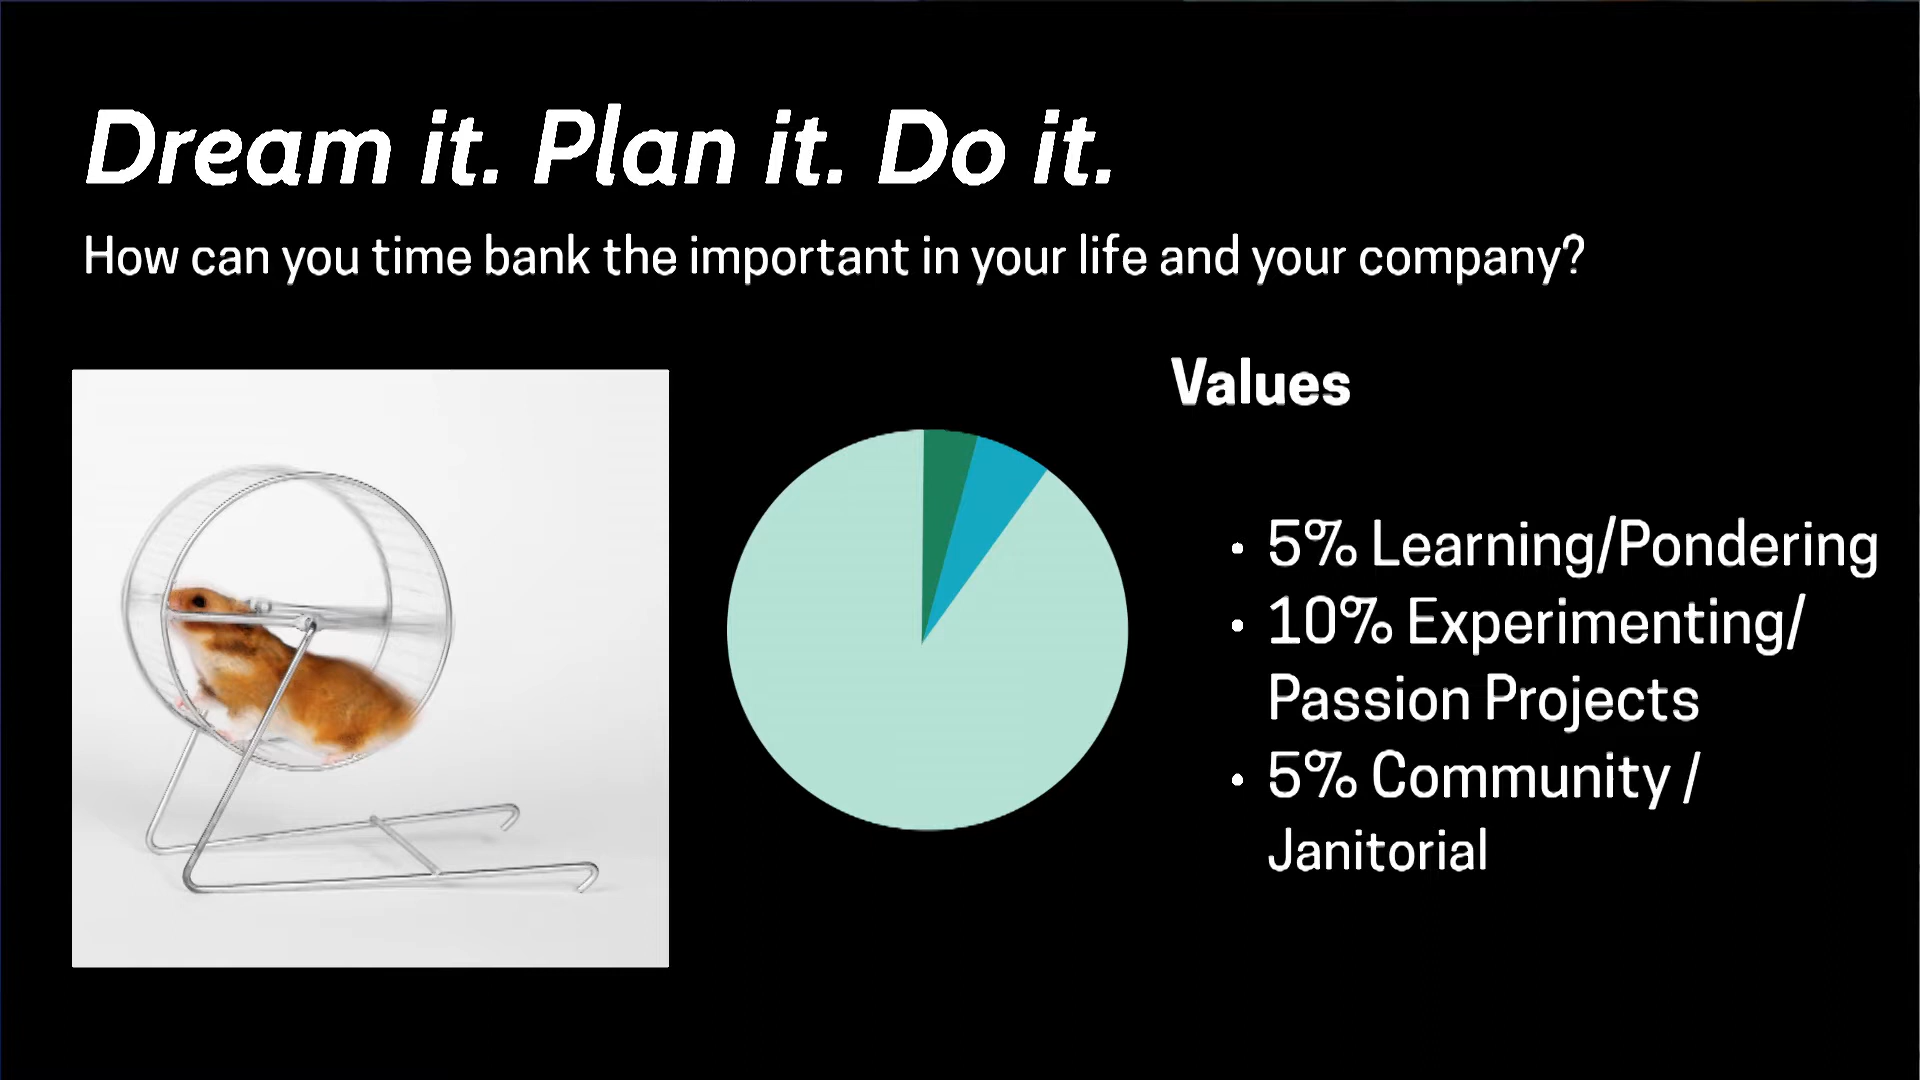 Dream it. Plan it. Do it.
How can you time bank the important in your life and your company?
Values
• 5% Learning/Pondering
• 10% Experimenting/
Passion Projects
• 5% Community /
Janitorial